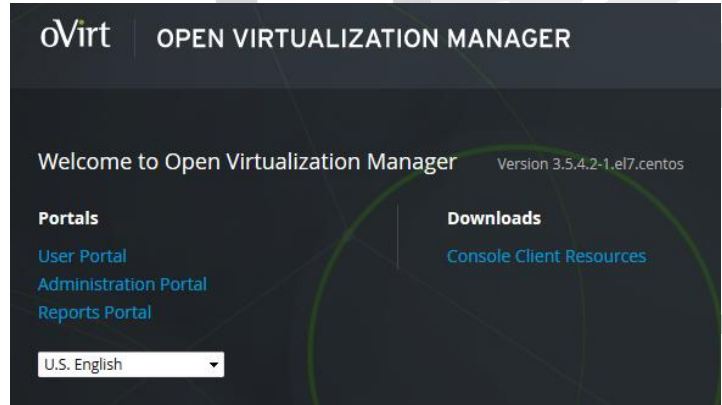 oVirt OPEN VIRTUALIZATION MANAGER
Welcome to Open Virtualization Manager Version 3.5.4.2-1.el7.centos
Portals
User Portal
Administration Portal
Reports Portal
Downloads
Console Client Resources
U.S. English